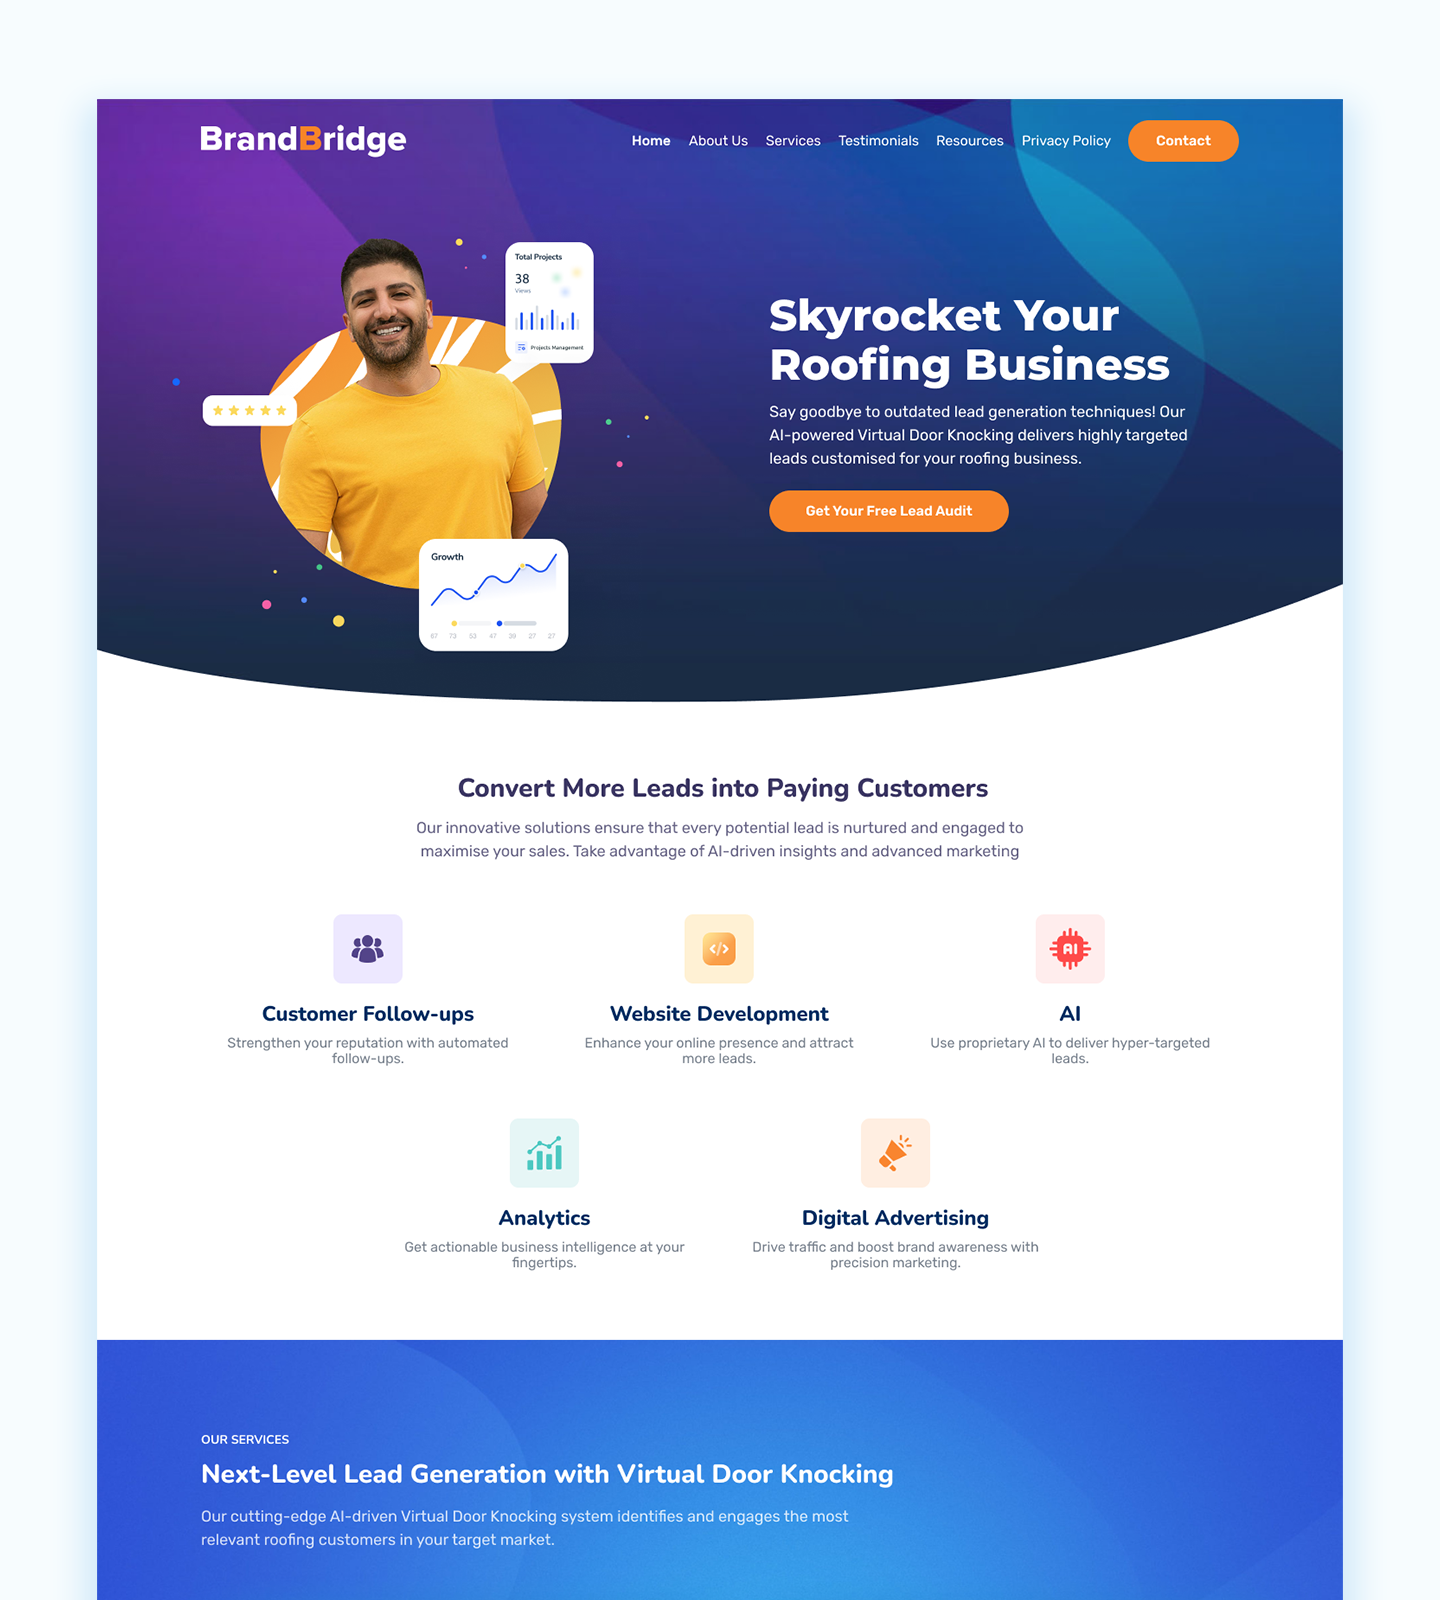 BrandBridge
Home About Us Services Testimonials Resources Privacy Policy Contact
Total Projects
38
Views
Projects Management
Skyrocket Your
Roofing Business
Say goodbye to outdated lead generation techniques! Our
AI-powered Virtual Door Knocking delivers highly targeted
leads customised for your roofing business.
Get Your Free Lead Audit
Growth
67 73 53 47 39 27 27
Convert More Leads into Paying Customers
Our innovative solutions ensure that every potential lead is nurtured and engaged to
maximise your sales. Take advantage of AI-driven insights and advanced marketing
</>
AI
Customer Follow-ups
Strengthen your reputation with automated
follow-ups.
Website Development
Enhance your online presence and attract
more leads.
AI
Use proprietary AI to deliver hyper-targeted
leads.
Analytics
Get actionable business intelligence at your
fingertips.
Digital Advertising
Drive traffic and boost brand awareness with
precision marketing.
OUR SERVICES
Next-Level Lead Generation with Virtual Door Knocking
Our cutting-edge AI-driven Virtual Door Knocking system identifies and engages the most
relevant roofing customers in your target market.